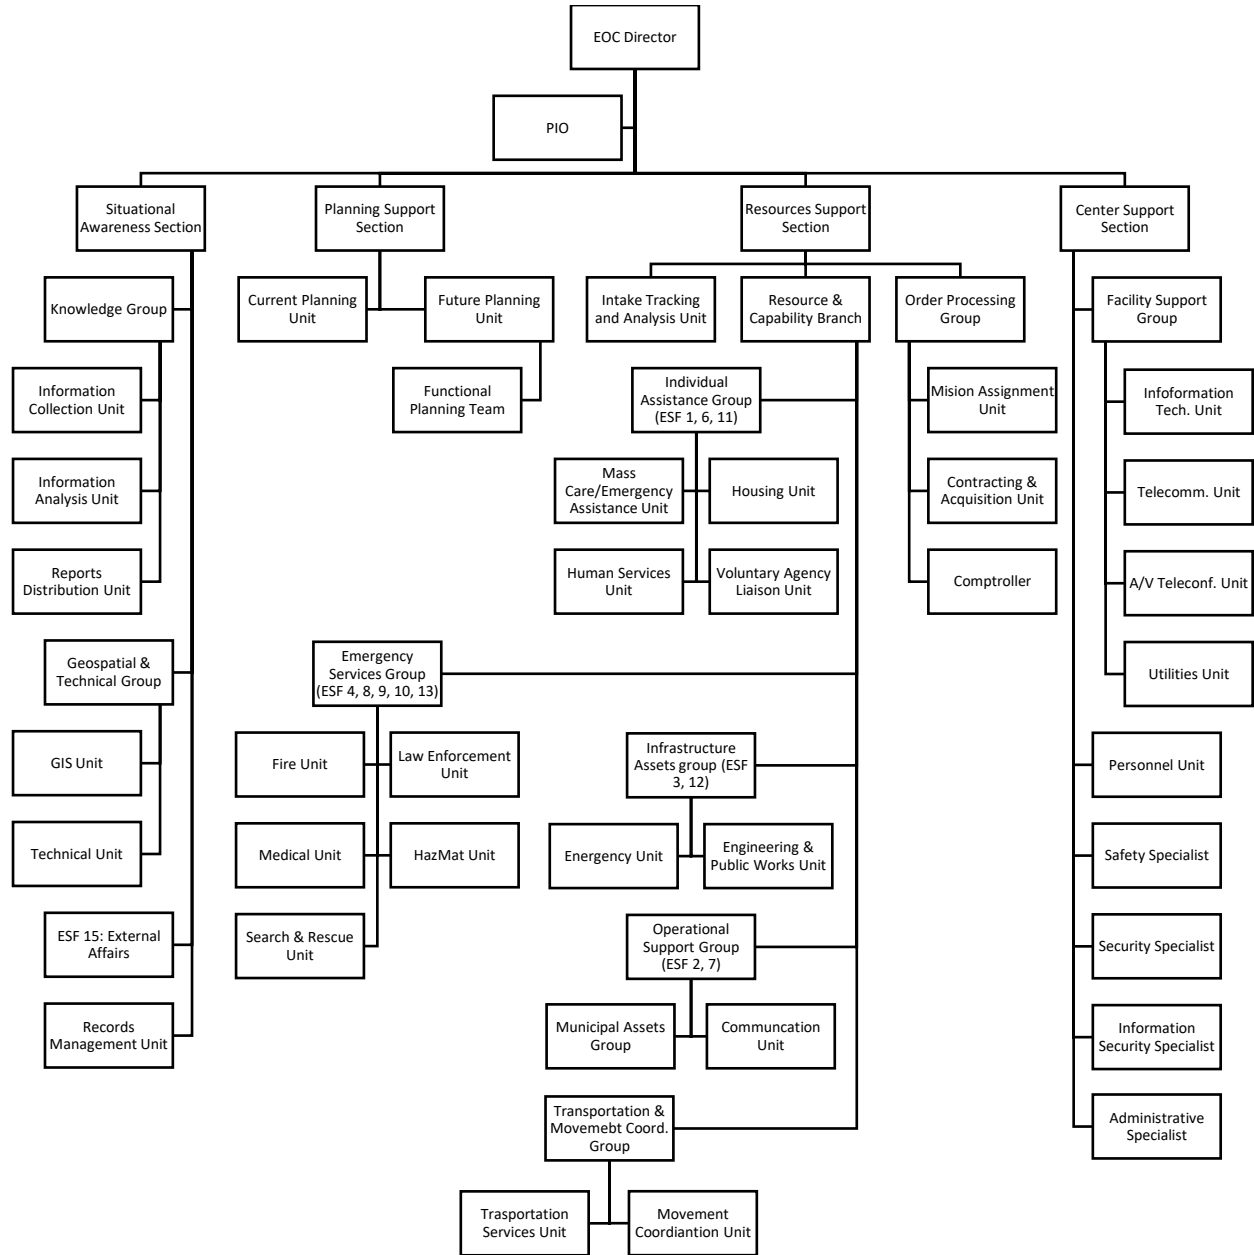 EOC Director
PIO
Situational
Awareness Section
Planning Support
Section
Resources Support
Section
Center Support
Section
Knowledge Group
Information
Collection Unit
Information
Analysis Unit
Reports
Distribution Unit
Geospatial &
Technical Group
GIS Unit
Technical Unit
ESF 15: External
Affairs
Records
Management Unit
Current Planning
Unit
Future Planning
Unit
Functional
Planning Team
Intake Tracking
and Analysis Unit
Resource &
Capability Branch
Order Processing
Group
Individual
Assistance Group
(ESF 1, 6, 11)
Mass
Care/Emergency
Assistance Unit
Housing Unit
Human Services
Unit
Voluntary Agency
Liaison Unit
Emergency
Services Group
(ESF 4, 8, 9, 10, 13)
Fire Unit
Law Enforcement
Unit
Medical Unit
HazMat Unit
Search & Rescue
Unit
Infrastructure
Assets group (ESF
3, 12)
Energency Unit
Engineering &
Public Works Unit
Operational
Support Group
(ESF 2, 7)
Municipal Assets
Group
Communcation
Unit
Transportation &
Movemebt Coord.
Group
Trasportation
Services Unit
Movement
Coordiantion Unit
Mision Assignment
Unit
Contracting &
Acquisition Unit
Comptroller
Facility Support
Group
Infoformation
Tech. Unit
Telecomm. Unit
A/V Teleconf. Unit
Utilities Unit
Personnel Unit
Safety Specialist
Security Specialist
Information
Security Specialist
Administrative
Specialist